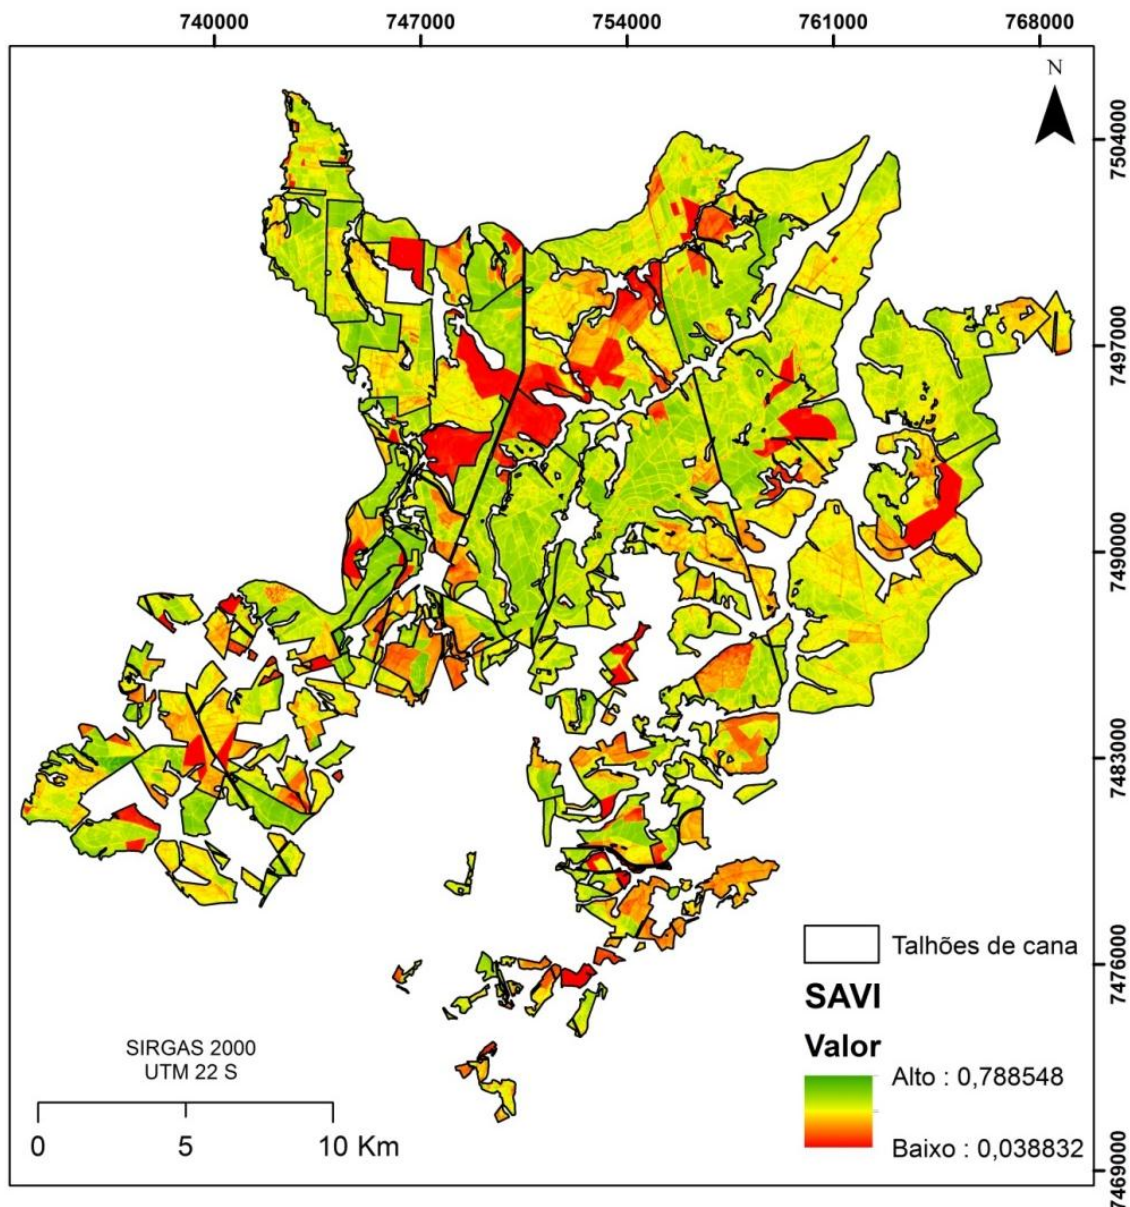 740000 747000 754000 761000 768000
N
7504000
7497000
7490000
7483000
7476000
7469000
Talhões de cana
SAVI
Valor
Alto : 0,788548
Baixo : 0,038832
SIRGAS 2000
UTM 22 S
0 5 10 Km